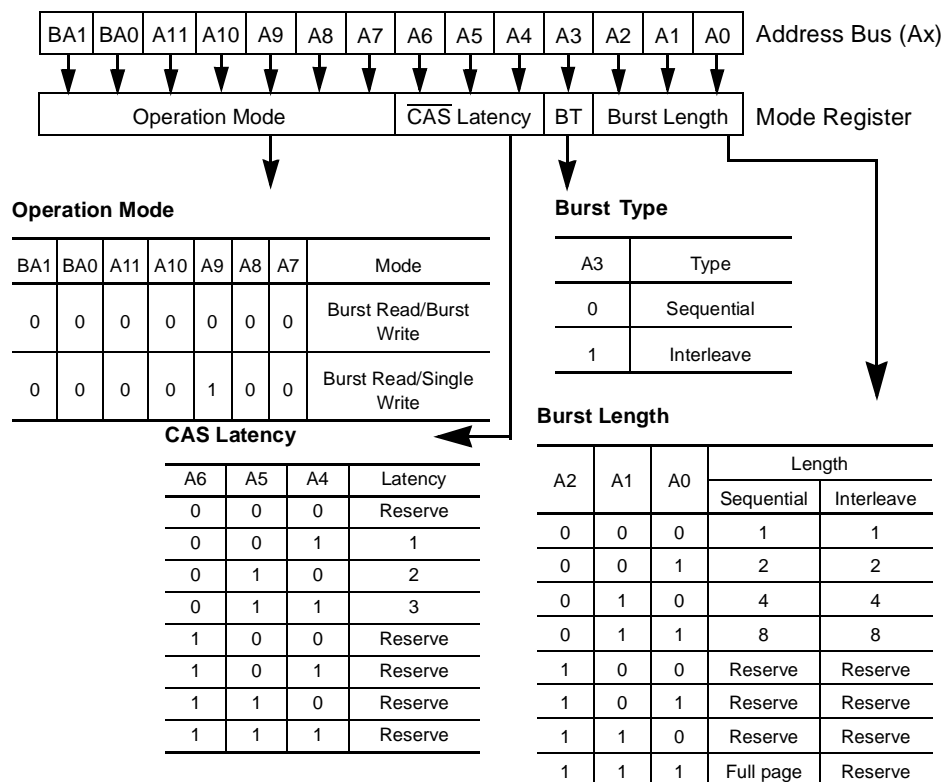 BA1 BA0 A11 A10 A9 A8 A7 A6 A5 A4 A3 A2 A1 A0 Address Bus (Ax)
Operation Mode CAS Latency BT Burst Length Mode Register
Operation Mode
BA1 BA0 A11 A10 A9 A8 A7 Mode
0 0 0 0 0 0 0 Burst Read/Burst
Write
0 0 0 0 1 0 0 Burst Read/Single
Write
Burst Type
A3 Type
0 Sequential
1 Interleave
CAS Latency
A6 A5 A4 Latency
0 0 0 Reserve
0 0 1 1
0 1 0 2
0 1 1 3
1 0 0 Reserve
1 0 1 Reserve
1 1 0 Reserve
1 1 1 Reserve
Burst Length
A2 A1 A0 Length
Sequential Interleave
0 0 0 1 1
0 0 1 2 2
0 1 0 4 4
0 1 1 8 8
1 0 0 Reserve Reserve
1 0 1 Reserve Reserve
1 1 0 Reserve Reserve
1 1 1 Full page Reserve